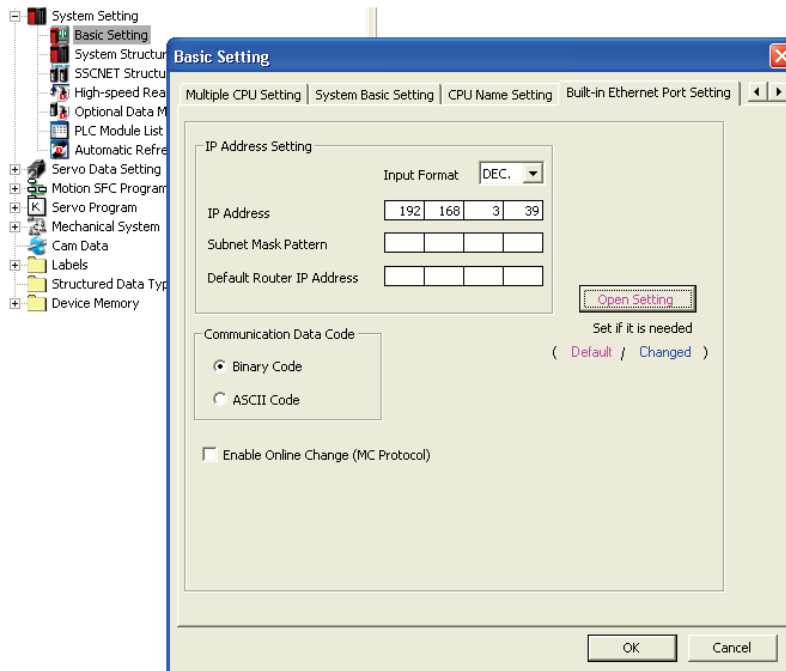 System Setting
Basic Setting
System Structur
SSCNET Structu
High-speed Rea
Optional Data M
PLC Module List
Automatic Refre
Servo Data Setting
Motion SFC Program
Servo Program
Mechanical System
Cam Data
Labels
Structured Data Typ
Device Memory
Basic Setting
Multiple CPU Setting System Basic Setting CPU Name Setting Built-in Ethernet Port Setting
IP Address Setting
Input Format DEC.
IP Address 192 168 3 39
Subnet Mask Pattern
Default Router IP Address
Open Setting
Set if it is needed
( Default / Changed )
Communication Data Code
Binary Code
ASCII Code
Enable Online Change (MC Protocol)
OK Cancel